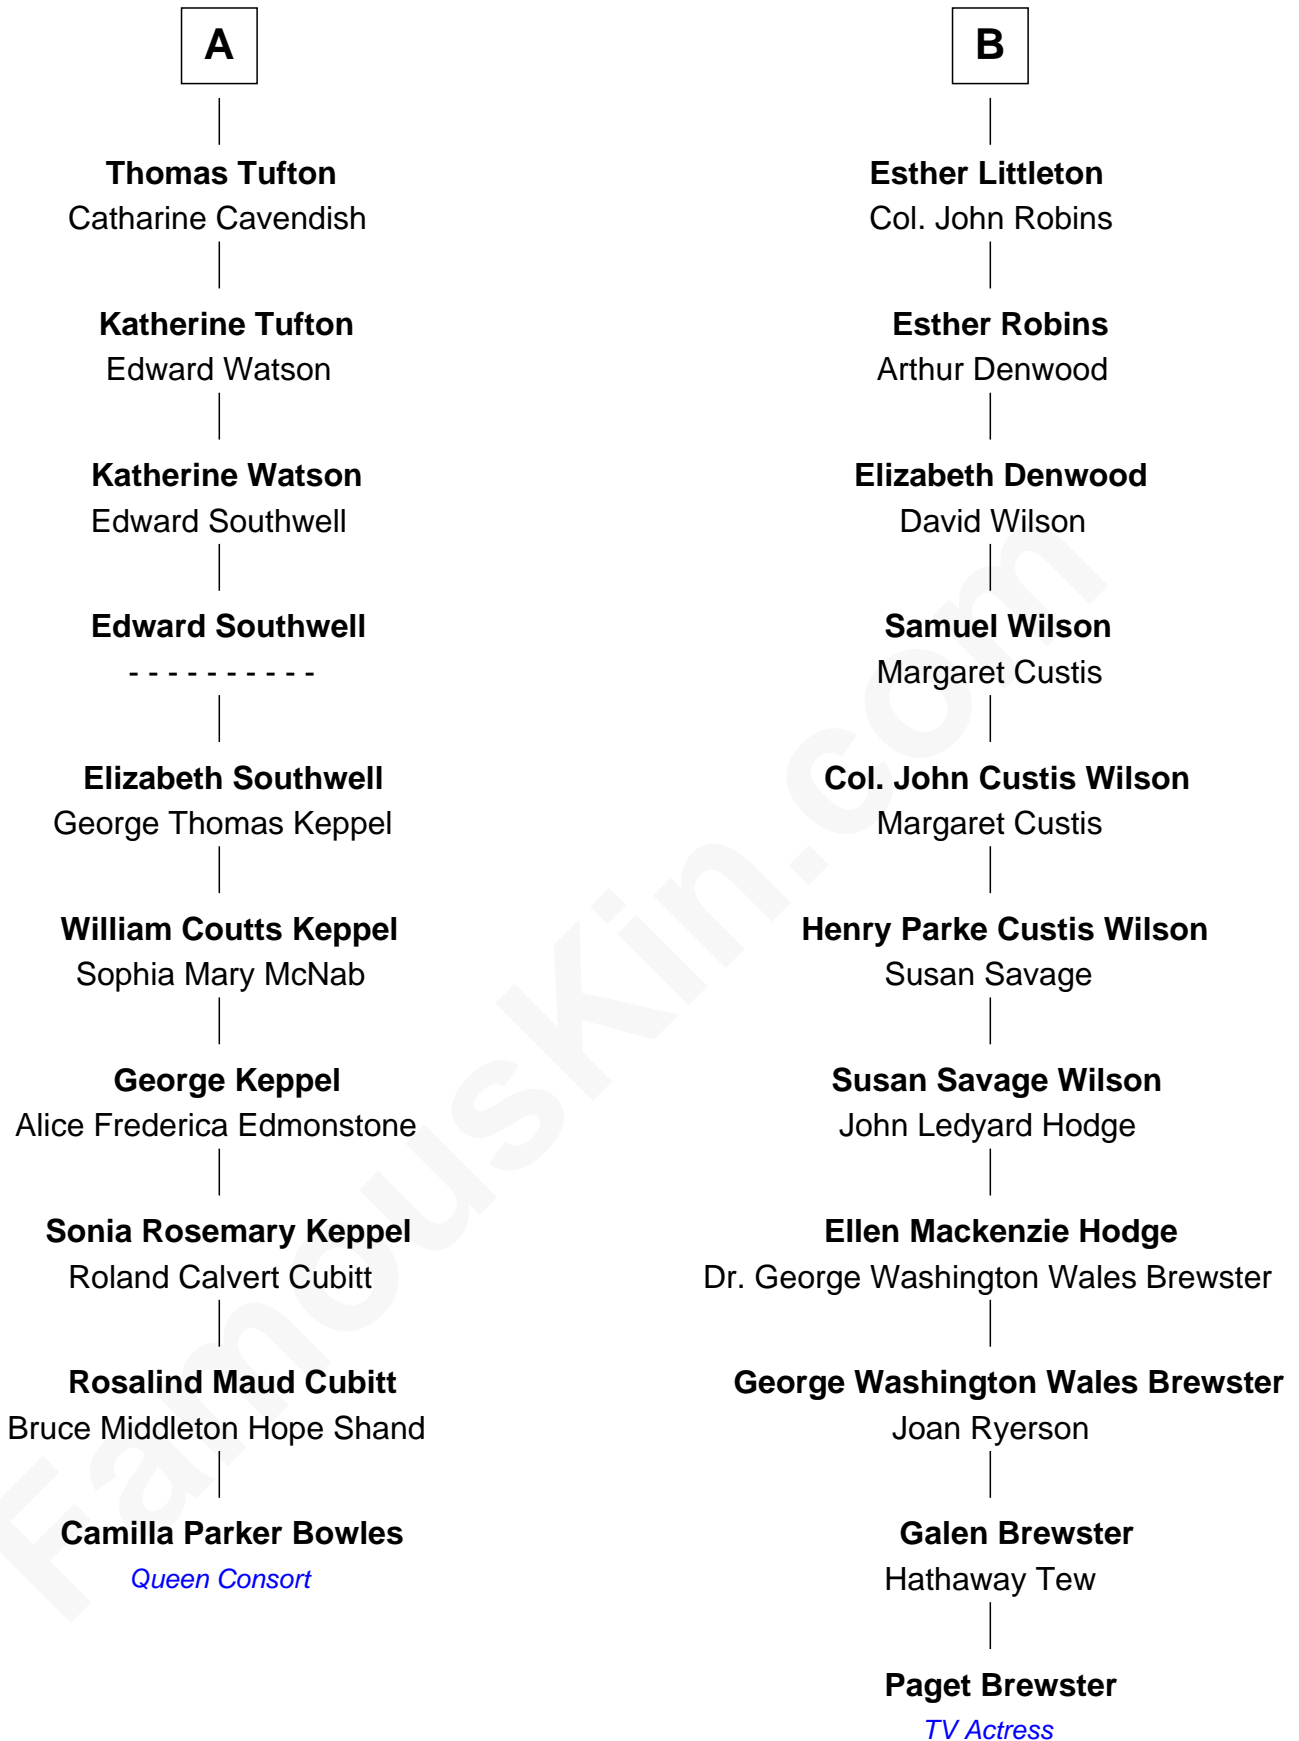 A
Thomas Tufton
Catharine Cavendish
Katherine Tufton
Edward Watson
Katherine Watson
Edward Southwell
Edward Southwell
- - - - - - - - - -
Elizabeth Southwell
George Thomas Keppel
William Coutts Keppel
Sophia Mary McNab
George Keppel
Alice Frederica Edmonstone
Sonia Rosemary Keppel
Roland Calvert Cubitt
Rosalind Maud Cubitt
Bruce Middleton Hope Shand
Camilla Parker Bowles
Queen Consort
B
Esther Littleton
Col. John Robins
Esther Robins
Arthur Denwood
Elizabeth Denwood
David Wilson
Samuel Wilson
Margaret Custis
Col. John Custis Wilson
Margaret Custis
Henry Parke Custis Wilson
Susan Savage
Susan Savage Wilson
John Ledyard Hodge
Ellen Mackenzie Hodge
Dr. George Washington Wales Brewster
George Washington Wales Brewster
Joan Ryerson
Galen Brewster
Hathaway Tew
Paget Brewster
TV Actress
FamousKin.com